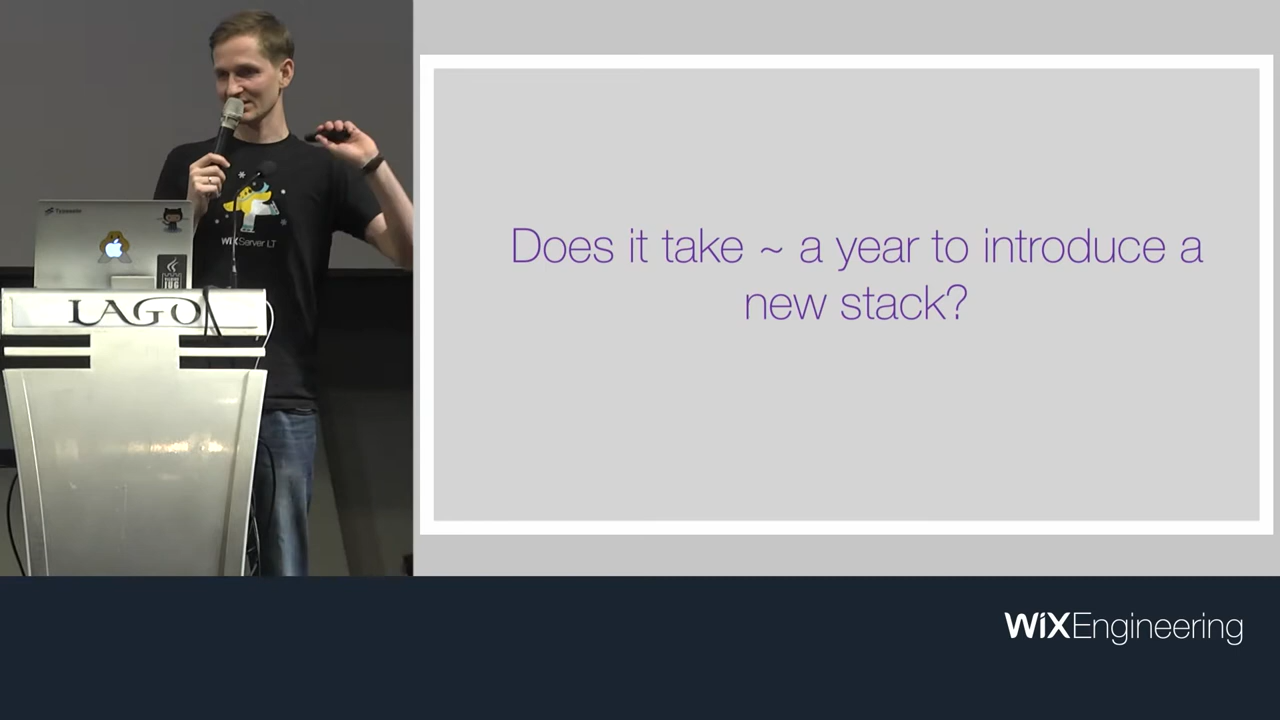 Does it take ~ a year to introduce a
new stack?
WiX Server LT
LAGO
WiXEngineering